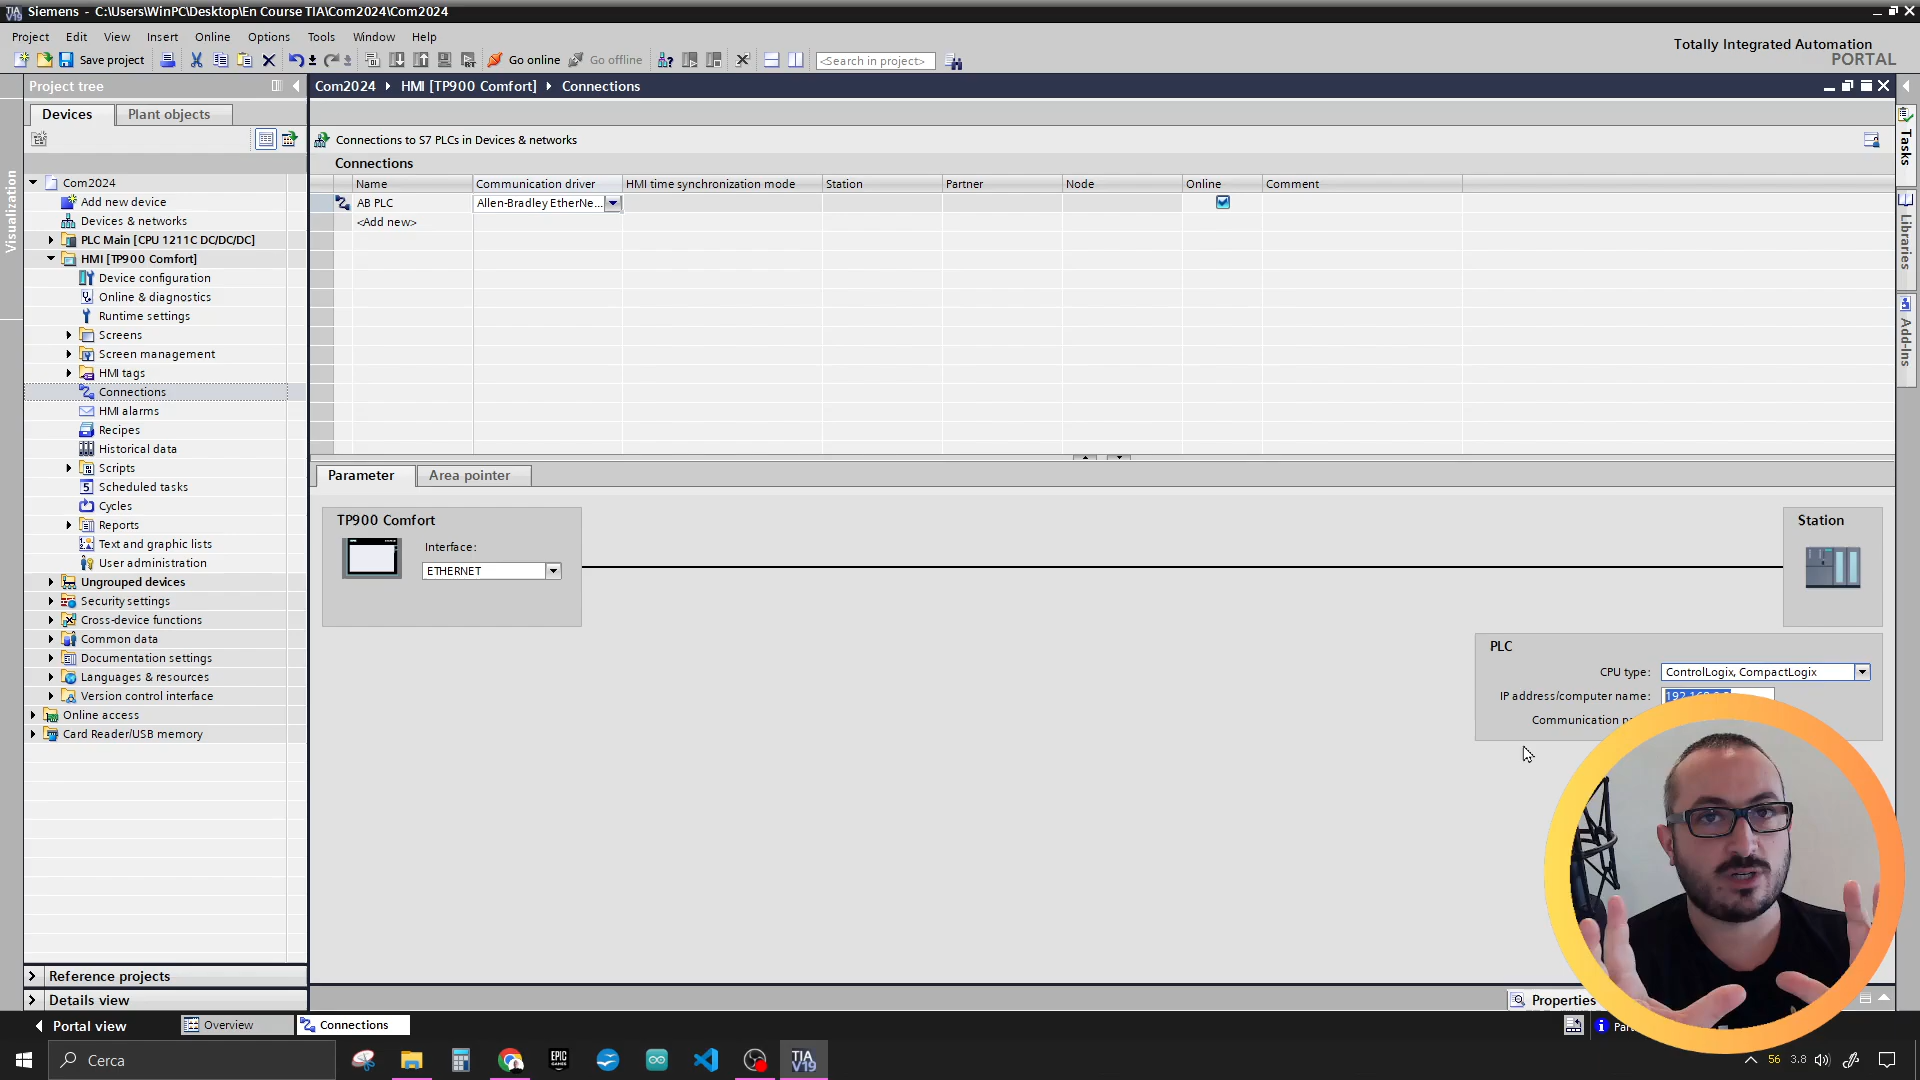 Siemens - C:\Users\WinPC\Desktop\En Course TIA\Com2024\Com2024
Project Edit View Insert Online Options Tools Window Help
Totally Integrated Automation
PORTAL
Save project
Go online
Go offline
<Search in project>
Project tree
Com2024 HMI [TP900 Comfort] Connections
Devices
Plant objects
Visualization
Connections to S7 PLCs in Devices & networks
Connections
Name Communication driver HMI time synchronization mode Station Partner Node Online Comment
AB PLC Allen-Bradley EtherNe...
<Add new>
Com2024
Add new device
Devices & networks
PLC Main [CPU 1211C DC/DC/DC]
HMI [TP900 Comfort]
Device configuration
Online & diagnostics
Runtime settings
Screens
Screen management
HMI tags
Connections
HMI alarms
Recipes
Historical data
Scripts
Scheduled tasks
Cycles
Reports
Text and graphic lists
User administration
Ungrouped devices
Security settings
Cross-device functions
Common data
Documentation settings
Languages & resources
Version control interface
Online access
Card Reader/USB memory
Reference projects
Details view
Tasks
Libraries
Add-Ins
Parameter
Area pointer
TP900 Comfort
Interface:
ETHERNET
Station
PLC
CPU type: ControlLogix, CompactLogix
IP address/computer name:
Communication
Properties
Portal view
Overview
Connections
Cerca
EPIC
GAMES
TIA
V19
56 3.8